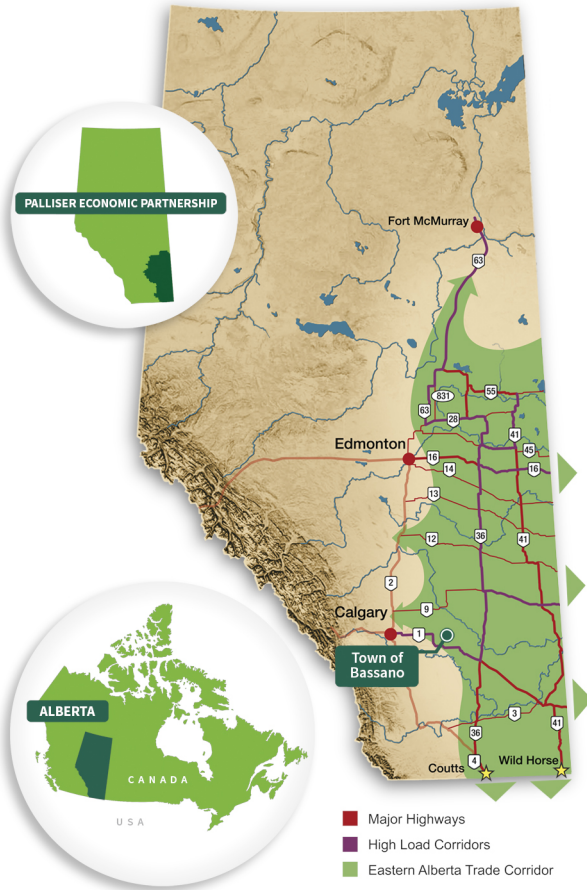 PALLISER ECONOMIC PARTNERSHIP
Fort McMurray
63
55
831
63
28
41
45
Edmonton
16
16
14
13
36
12
41
2
Calgary
9
1
Town of
Bassano
ALBERTA
3
41
36
CANADA
4
Coutts
Wild Horse
USA
Major Highways
High Load Corridors
Eastern Alberta Trade Corridor